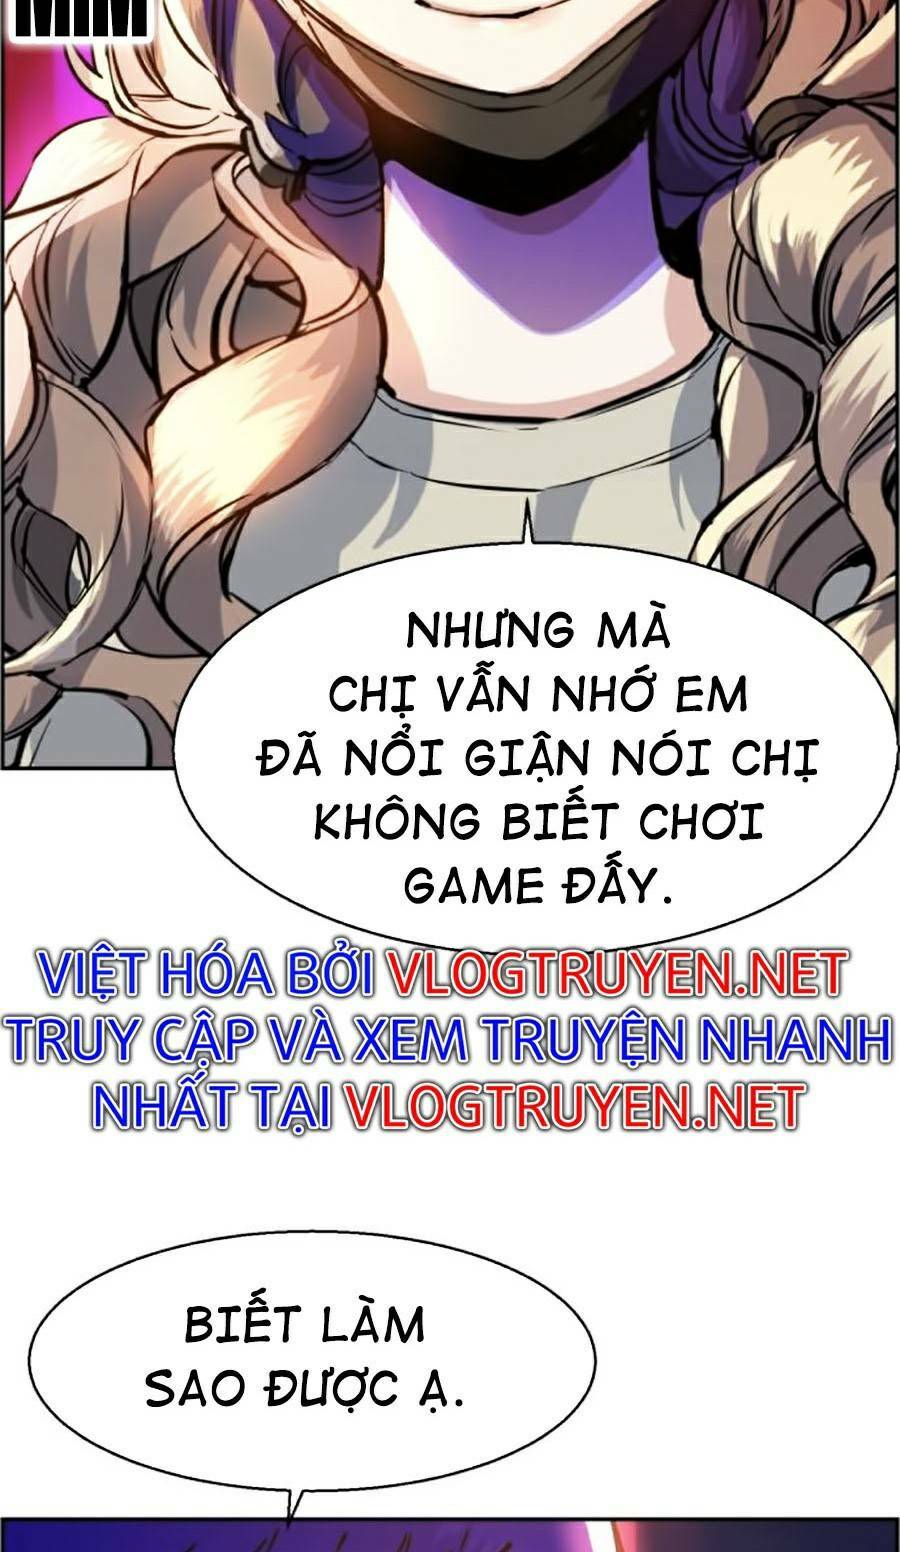 MỈM
NHƯNG MÀ
CHỊ VẪN NHỚ EM
ĐÃ NỔI GIẬN NÓI CHỊ
KHÔNG BIẾT CHƠI
GAME ĐẤY.
VIỆT HÓA BỞI VLOGTRUYEN.NET
TRUY CẬP VÀ XEM TRUYỆN NHANH
NHẤT TẠI VLOGTRUYEN.NET
BIẾT LÀM
SAO ĐƯỢC Ạ.